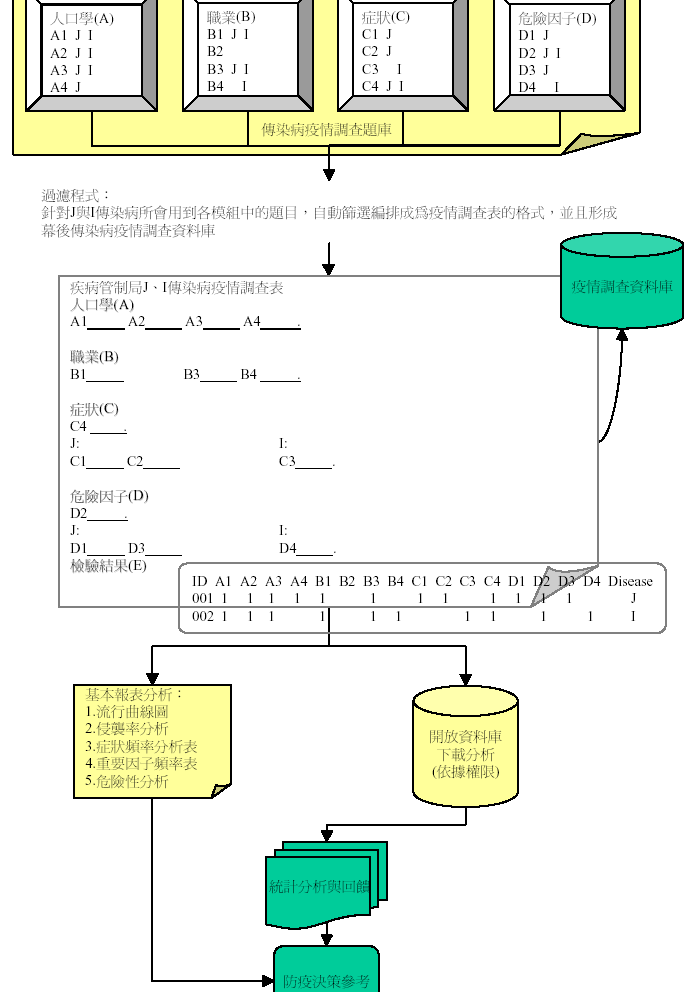 人口學(A)
A1 J I
A2 J I
A3 J I
A4 J
職業(B)
B1 J I
B2
B3 J I
B4 I
症狀(C)
C1 J
C2 J
C3 I
C4 J I
危險因子(D)
D1 J
D2 J I
D3 J
D4 I
傳染病疫情調查題庫
過濾程式：
針對J與I傳染病所會用到各模組中的題目，自動篩選編排成為疫情調查表的格式，並且形成
幕後傳染病疫情調查資料庫
疫情調查資料庫
疾病管制局J、I傳染病疫情調查表
人口學(A)
A1_____ A2_____ A3_____ A4_____.
職業(B)
B1_____ B3_____ B4 _____.
症狀(C)
C4 _____.
J: I:
C1_____ C2_____ C3_____.
危險因子(D)
D2_____.
J: I:
D1_____ D3_____ D4_____.
檢驗結果(E)
ID A1 A2 A3 A4 B1 B2 B3 B4 C1 C2 C3 C4 D1 D2 D3 D4 Disease
001 1 1 1 1 1 1 1 1 1 1 1 1 J
002 1 1 1 1 1 1 1 1 1 1 I
基本報表分析：
1.流行曲線圖
2.侵襲率分析
3.症狀頻率分析表
4.重要因子頻率表
5.危險性分析
開放資料庫
下載分析
(依據權限)
統計分析與回饋
防疫決策參考